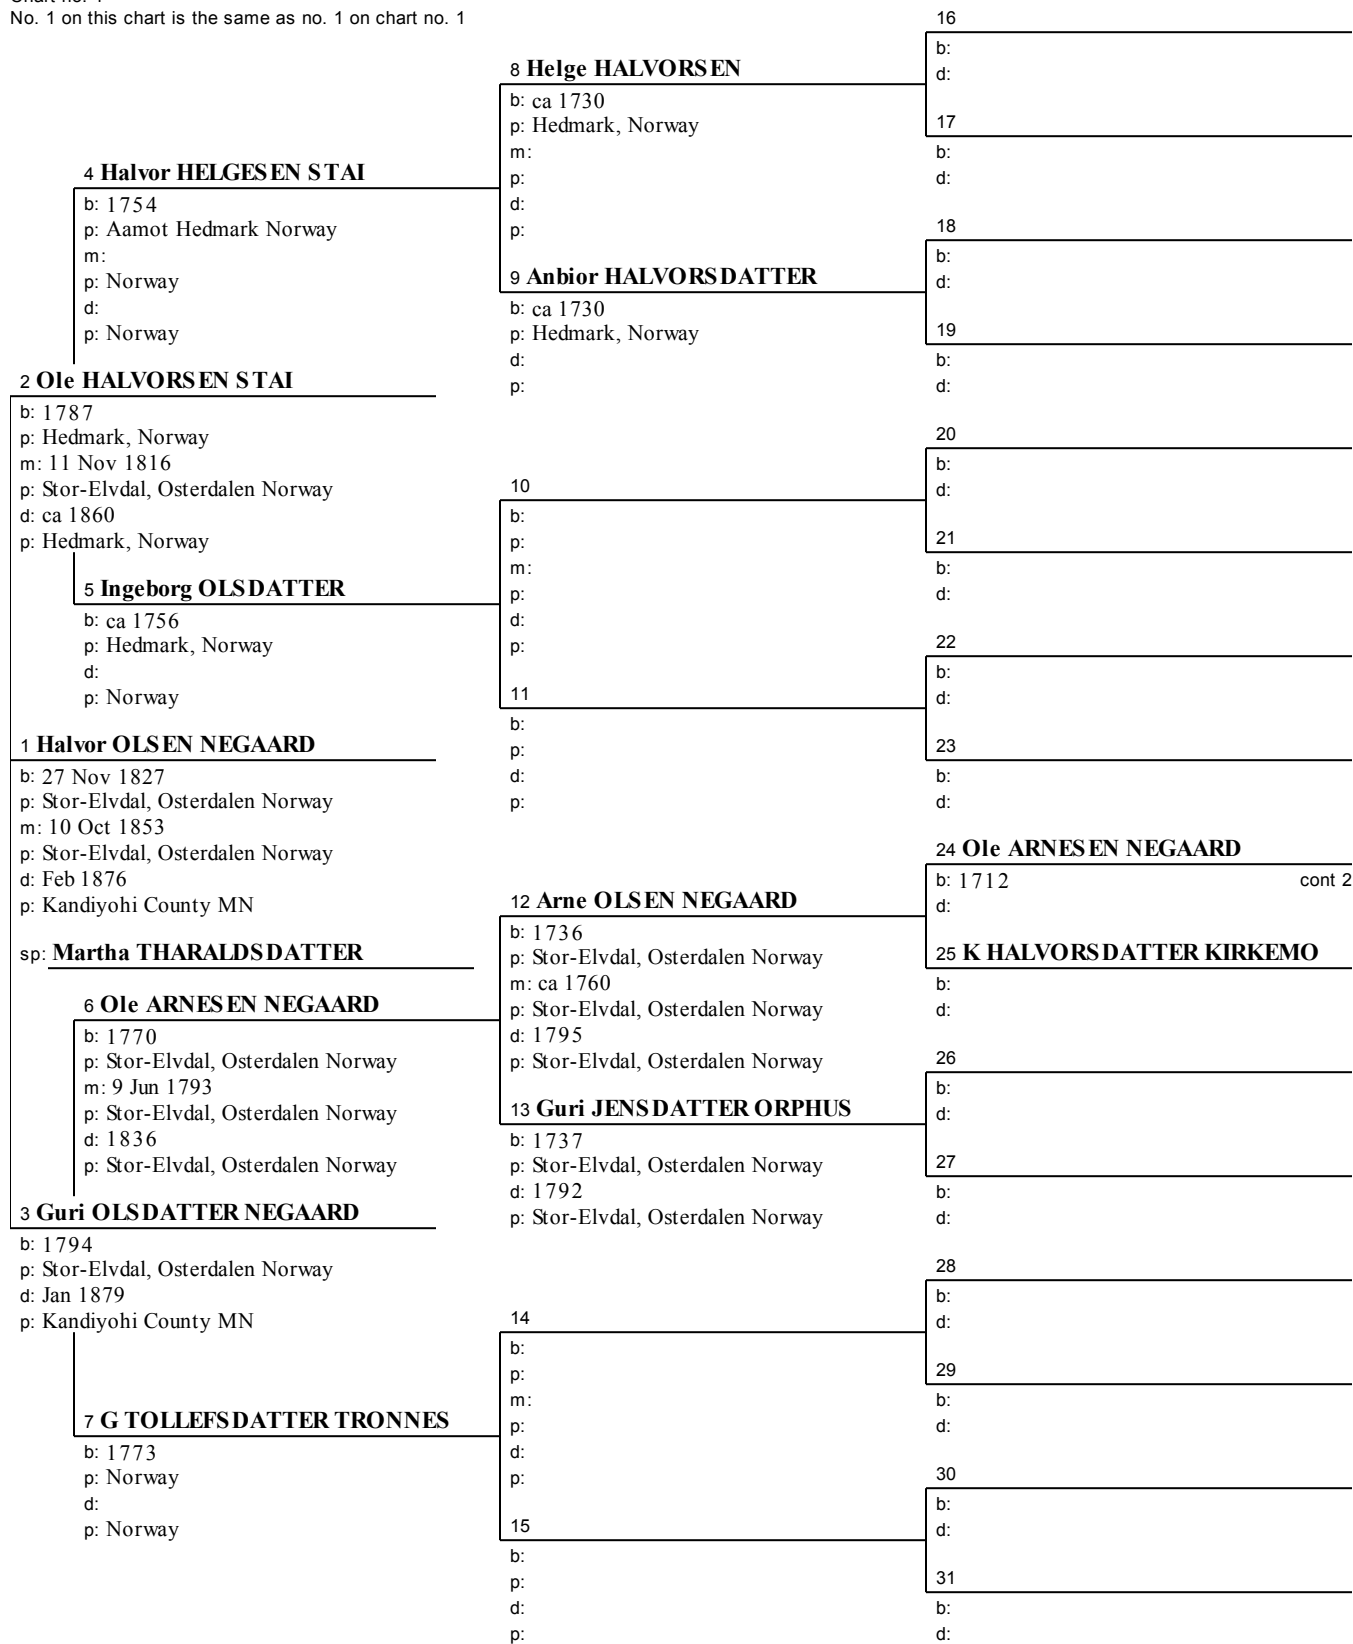 No. 1 on this chart is the same as no. 1 on chart no. 1
4 Halvor HELGESEN STAI
b: 1754
p: Aamot Hedmark Norway
m:
p: Norway
d:
p: Norway
2 Ole HALVORSEN STAI
b: 1787
p: Hedmark, Norway
m: 11 Nov 1816
p: Stor-Elvdal, Osterdalen Norway
d: ca 1860
p: Hedmark, Norway
5 Ingeborg OLSDATTER
b: ca 1756
p: Hedmark, Norway
d:
p: Norway
1 Halvor OLSEN NEGAARD
b: 27 Nov 1827
p: Stor-Elvdal, Osterdalen Norway
m: 10 Oct 1853
p: Stor-Elvdal, Osterdalen Norway
d: Feb 1876
p: Kandiyohi County MN
sp: Martha THARALDSDATTER
6 Ole ARNESEN NEGAARD
b: 1770
p: Stor-Elvdal, Osterdalen Norway
m: 9 Jun 1793
p: Stor-Elvdal, Osterdalen Norway
d: 1836
p: Stor-Elvdal, Osterdalen Norway
3 Guri OLSDATTER NEGAARD
b: 1794
p: Stor-Elvdal, Osterdalen Norway
d: Jan 1879
p: Kandiyohi County MN
7 G TOLLEFSDATTER TRONNES
b: 1773
p: Norway
d:
p: Norway
8 Helge HALVORSEN
b: ca 1730
p: Hedmark, Norway
m:
p:
d:
p:
9 Anbior HALVORSDATTER
b: ca 1730
p: Hedmark, Norway
d:
p:
10
b:
p:
m:
p:
d:
p:
11
b:
p:
d:
p:
12 Arne OLSEN NEGAARD
b: 1736
p: Stor-Elvdal, Osterdalen Norway
m: ca 1760
p: Stor-Elvdal, Osterdalen Norway
d: 1795
p: Stor-Elvdal, Osterdalen Norway
13 Guri JENSDATTER ORPHUS
b: 1737
p: Stor-Elvdal, Osterdalen Norway
d: 1792
p: Stor-Elvdal, Osterdalen Norway
14
b:
p:
m:
p:
d:
p:
15
b:
p:
d:
p:
16
b:
d:
17
b:
d:
18
b:
d:
19
b:
d:
20
b:
d:
21
b:
d:
22
b:
d:
23
b:
d:
24 Ole ARNESEN NEGAARD
b: 1712 cont 2
d:
25 K HALVORSDATTER KIRKEMO
b:
d:
26
b:
d:
27
b:
d:
28
b:
d:
29
b:
d:
30
b:
d:
31
b:
d: